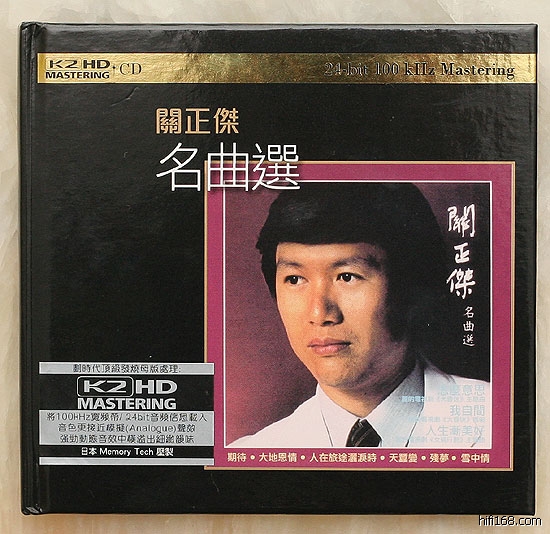 K2 HD
MASTERING + CD
24-bit 100 kHz Mastering
關正傑
名曲選
關正傑
名曲選
劃時代頂級發燒母版處理
K2 HD
MASTERING
將100kHz寬頻帶/24bit音頻信息載入
音色更接近模擬(Analogue)聲效
強勁動態音效中橫溢出細緻韻味
日本 Memory Tech 壓製
我自問
人生漸美好
期待・大地恩情・人在旅途灑淚時・天蠶變・殘夢・雪中情
hifi168.com